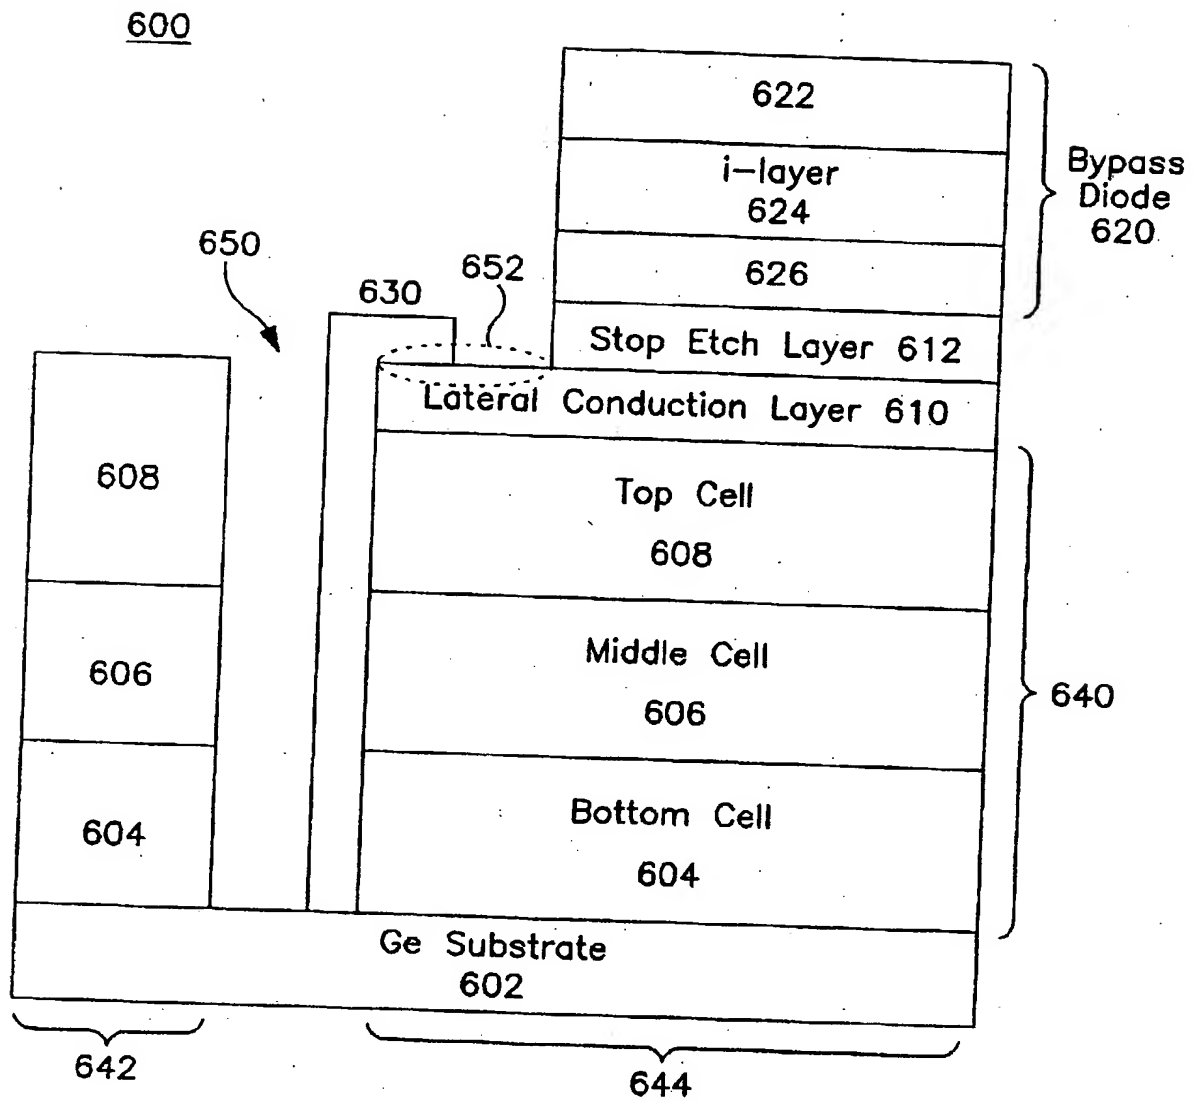 600
622
i-layer
624
626
Bypass
Diode
620
650
652
630
Stop Etch Layer 612
Lateral Conduction Layer 610
608
Top Cell
608
606
Middle Cell
606
640
604
Bottom Cell
604
Ge Substrate
602
642
644